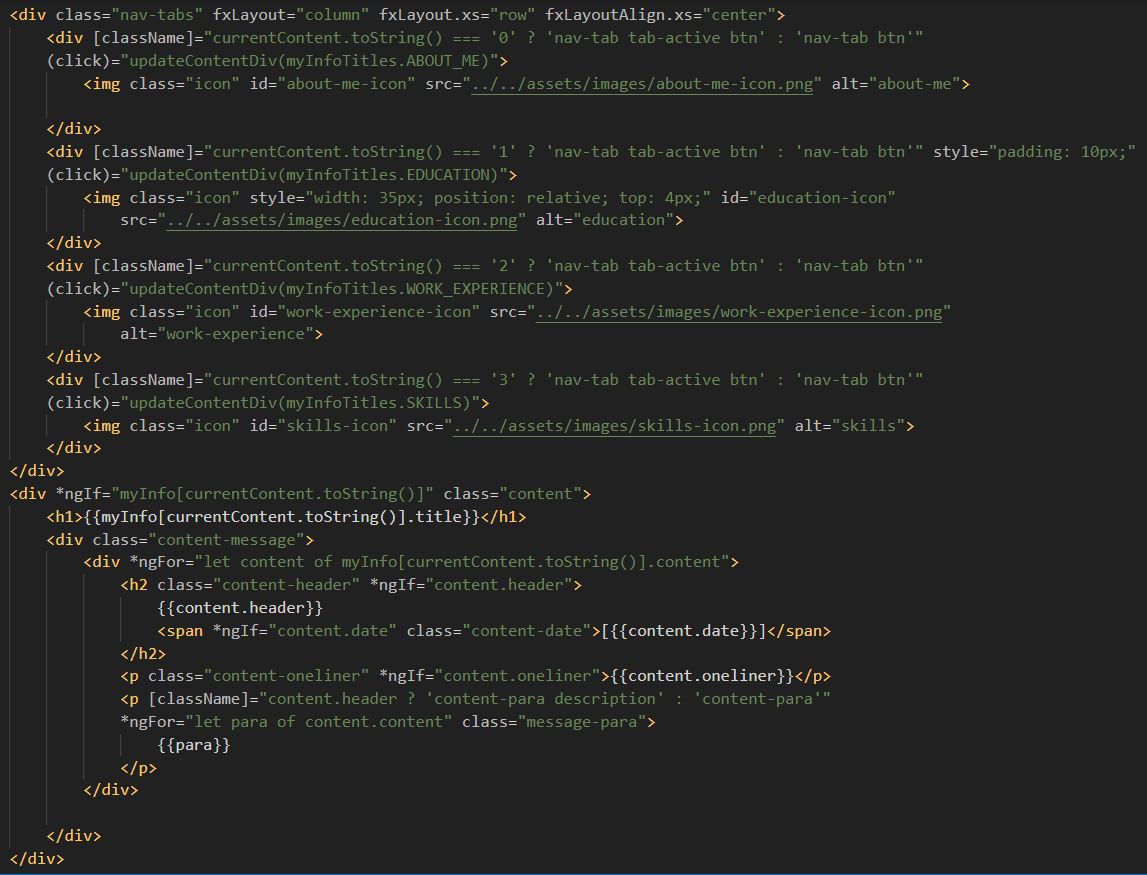 <div class="nav-tabs" fxLayout="column" fxLayout.xs="row" fxLayoutAlign.xs="center">
<div [className]="currentContent.toString() === '0' ? 'nav-tab tab-active btn' : 'nav-tab btn'"
(click)="updateContentDiv(myInfoTitles.ABOUT_ME)">
<img class="icon" id="about-me-icon" src="../../assets/images/about-me-icon.png" alt="about-me">
</div>
<div [className]="currentContent.toString() === '1' ? 'nav-tab tab-active btn' : 'nav-tab btn'" style="padding: 10px;"
(click)="updateContentDiv(myInfoTitles.EDUCATION)">
<img class="icon" style="width: 35px; position: relative; top: 4px;" id="education-icon"
src="../../assets/images/education-icon.png" alt="education">
</div>
<div [className]="currentContent.toString() === '2' ? 'nav-tab tab-active btn' : 'nav-tab btn'"
(click)="updateContentDiv(myInfoTitles.WORK_EXPERIENCE)">
<img class="icon" id="work-experience-icon" src="../../assets/images/work-experience-icon.png"
alt="work-experience">
</div>
<div [className]="currentContent.toString() === '3' ? 'nav-tab tab-active btn' : 'nav-tab btn'"
(click)="updateContentDiv(myInfoTitles.SKILLS)">
<img class="icon" id="skills-icon" src="../../assets/images/skills-icon.png" alt="skills">
</div>
</div>
<div *ngIf="myInfo[currentContent.toString()]" class="content">
<h1>{{myInfo[currentContent.toString()].title}}</h1>
<div class="content-message">
<div *ngFor="let content of myInfo[currentContent.toString()].content">
<h2 class="content-header" *ngIf="content.header">
{{content.header}}
<span *ngIf="content.date" class="content-date">[{{content.date}}]</span>
</h2>
<p class="content-oneliner" *ngIf="content.oneliner">{{content.oneliner}}</p>
<p [className]="content.header ? 'content-para description' : 'content-para'"
*ngFor="let para of content.content" class="message-para">
{{para}}
</p>
</div>
</div>
</div>